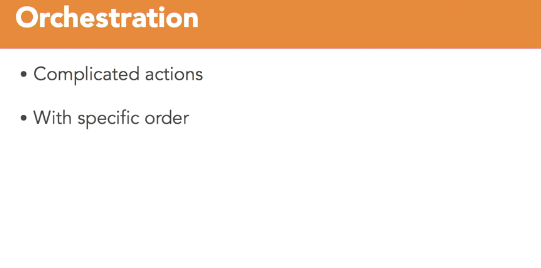 Orchestration
• Complicated actions
• With specific order